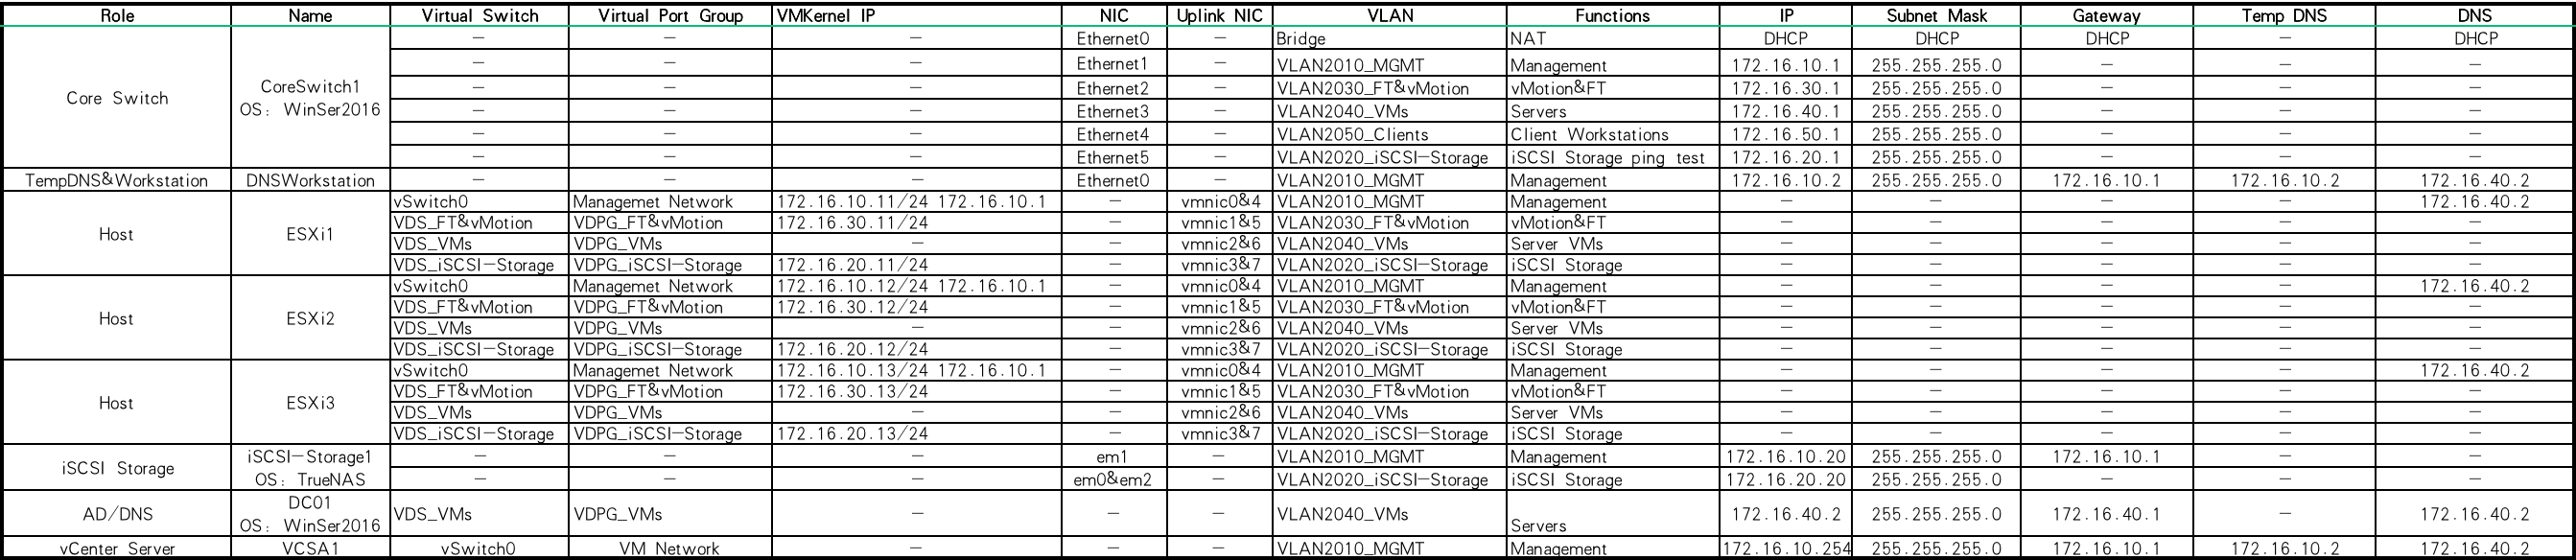 Role Name Virtual Switch Virtual Port Group VMKernel IP NIC Uplink NIC VLAN Functions IP Subnet Mask Gateway Temp DNS DNS
Core Switch CoreSwitch1 OS: WinSer2016 — — — Ethernet0 — Bridge NAT DHCP DHCP DHCP — DHCP
— — — Ethernet1 — VLAN2010_MGMT Management 172.16.10.1 255.255.255.0 — — —
— — — Ethernet2 — VLAN2030_FT&vMotion vMotion&FT 172.16.30.1 255.255.255.0 — — —
— — — Ethernet3 — VLAN2040_VMs Servers 172.16.40.1 255.255.255.0 — — —
— — — Ethernet4 — VLAN2050_Clients Client Workstations 172.16.50.1 255.255.255.0 — — —
— — — Ethernet5 — VLAN2020_iSCSI-Storage iSCSI Storage ping test 172.16.20.1 255.255.255.0 — — —
TempDNS&Workstation DNSWorkstation — — — Ethernet0 — VLAN2010_MGMT Management 172.16.10.2 255.255.255.0 172.16.10.1 172.16.10.2 172.16.40.2
Host ESXi1 vSwitch0 Managemet Network 172.16.10.11/24 172.16.10.1 — vmnic0&4 VLAN2010_MGMT Management — — — — 172.16.40.2
VDS_FT&vMotion VDPG_FT&vMotion 172.16.30.11/24 — vmnic1&5 VLAN2030_FT&vMotion vMotion&FT — — — — —
VDS_VMs VDPG_VMs — — vmnic2&6 VLAN2040_VMs Server VMs — — — — —
VDS_iSCSI-Storage VDPG_iSCSI-Storage 172.16.20.11/24 — vmnic3&7 VLAN2020_iSCSI-Storage iSCSI Storage — — — — —
Host ESXi2 vSwitch0 Managemet Network 172.16.10.12/24 172.16.10.1 — vmnic0&4 VLAN2010_MGMT Management — — — — 172.16.40.2
VDS_FT&vMotion VDPG_FT&vMotion 172.16.30.12/24 — vmnic1&5 VLAN2030_FT&vMotion vMotion&FT — — — — —
VDS_VMs VDPG_VMs — — vmnic2&6 VLAN2040_VMs Server VMs — — — — —
VDS_iSCSI-Storage VDPG_iSCSI-Storage 172.16.20.12/24 — vmnic3&7 VLAN2020_iSCSI-Storage iSCSI Storage — — — — —
Host ESXi3 vSwitch0 Managemet Network 172.16.10.13/24 172.16.10.1 — vmnic0&4 VLAN2010_MGMT Management — — — — 172.16.40.2
VDS_FT&vMotion VDPG_FT&vMotion 172.16.30.13/24 — vmnic1&5 VLAN2030_FT&vMotion vMotion&FT — — — — —
VDS_VMs VDPG_VMs — — vmnic2&6 VLAN2040_VMs Server VMs — — — — —
VDS_iSCSI-Storage VDPG_iSCSI-Storage 172.16.20.13/24 — vmnic3&7 VLAN2020_iSCSI-Storage iSCSI Storage — — — — —
iSCSI Storage iSCSI-Storage1 OS: TrueNAS — — — em1 — VLAN2010_MGMT Management 172.16.10.20 255.255.255.0 172.16.10.1 — —
— — — em0&em2 — VLAN2020_iSCSI-Storage iSCSI Storage 172.16.20.20 255.255.255.0 — — —
AD/DNS DC01 OS: WinSer2016 VDS_VMs VDPG_VMs — — — VLAN2040_VMs Servers 172.16.40.2 255.255.255.0 172.16.40.1 — 172.16.40.2
vCenter Server VCSA1 vSwitch0 VM Network — — — VLAN2010_MGMT Management 172.16.10.254 255.255.255.0 172.16.10.1 172.16.10.2 172.16.40.2